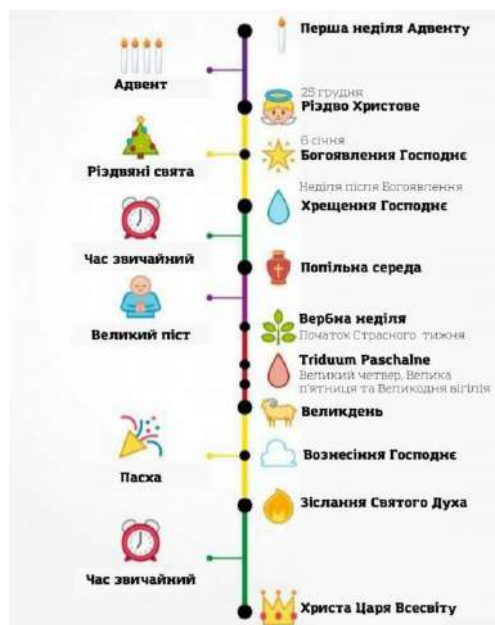 Перша неділя Адвенту
Адвент
25 грудня
Різдво Христове
6 січня
Богоявлення Господнє
Різдвяні свята
Неділя після Богоявлення
Хрещення Господнє
Час звичайний
Попільна середа
Великий піст
Вербна неділя
Початок Страсного тижня
Triduum Paschalne
Великий четвер, Велика
п'ятниця та Великодня вігілія
Великдень
Пасха
Вознесіння Господнє
Зіслання Святого Духа
Час звичайний
Христа Царя Всесвіту